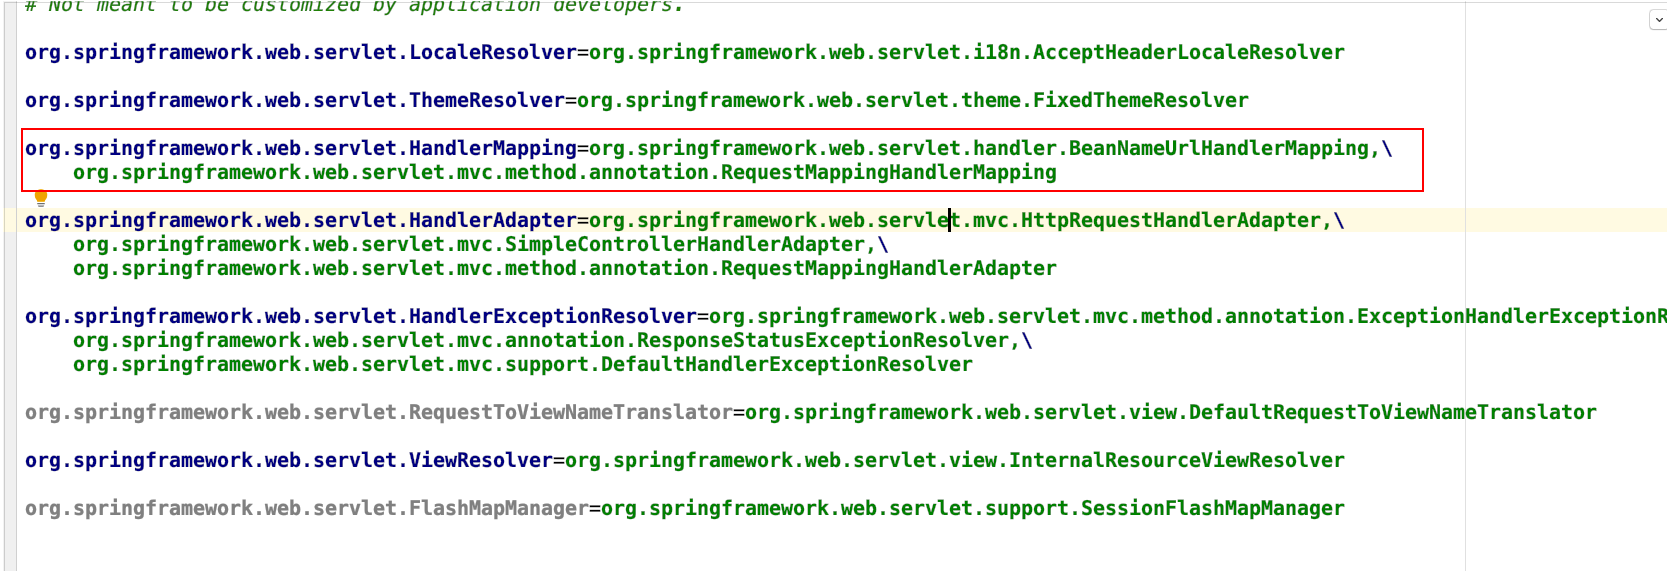 # Not meant to be customized by application developers.
org.springframework.web.servlet.LocaleResolver=org.springframework.web.servlet.i18n.AcceptHeaderLocaleResolver
org.springframework.web.servlet.ThemeResolver=org.springframework.web.servlet.theme.FixedThemeResolver
org.springframework.web.servlet.HandlerMapping=org.springframework.web.servlet.handler.BeanNameUrlHandlerMapping,\
org.springframework.web.servlet.mvc.method.annotation.RequestMappingHandlerMapping
org.springframework.web.servlet.HandlerAdapter=org.springframework.web.servlet.mvc.HttpRequestHandlerAdapter,\
org.springframework.web.servlet.mvc.SimpleControllerHandlerAdapter,\
org.springframework.web.servlet.mvc.method.annotation.RequestMappingHandlerAdapter
org.springframework.web.servlet.HandlerExceptionResolver=org.springframework.web.servlet.mvc.method.annotation.ExceptionHandlerExceptionR
org.springframework.web.servlet.mvc.annotation.ResponseStatusExceptionResolver,\
org.springframework.web.servlet.mvc.support.DefaultHandlerExceptionResolver
org.springframework.web.servlet.RequestToViewNameTranslator=org.springframework.web.servlet.view.DefaultRequestToViewNameTranslator
org.springframework.web.servlet.ViewResolver=org.springframework.web.servlet.view.InternalResourceViewResolver
org.springframework.web.servlet.FlashMapManager=org.springframework.web.servlet.support.SessionFlashMapManager